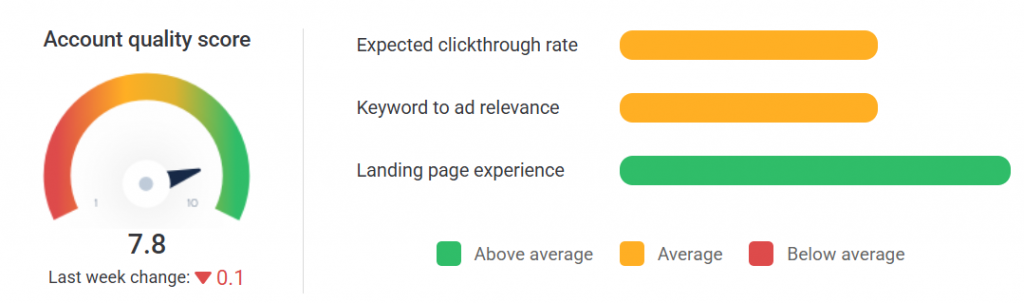 Account quality score
1
10
7.8
Last week change: ▼ 0.1
Expected clickthrough rate
Keyword to ad relevance
Landing page experience
Above average
Average
Below average